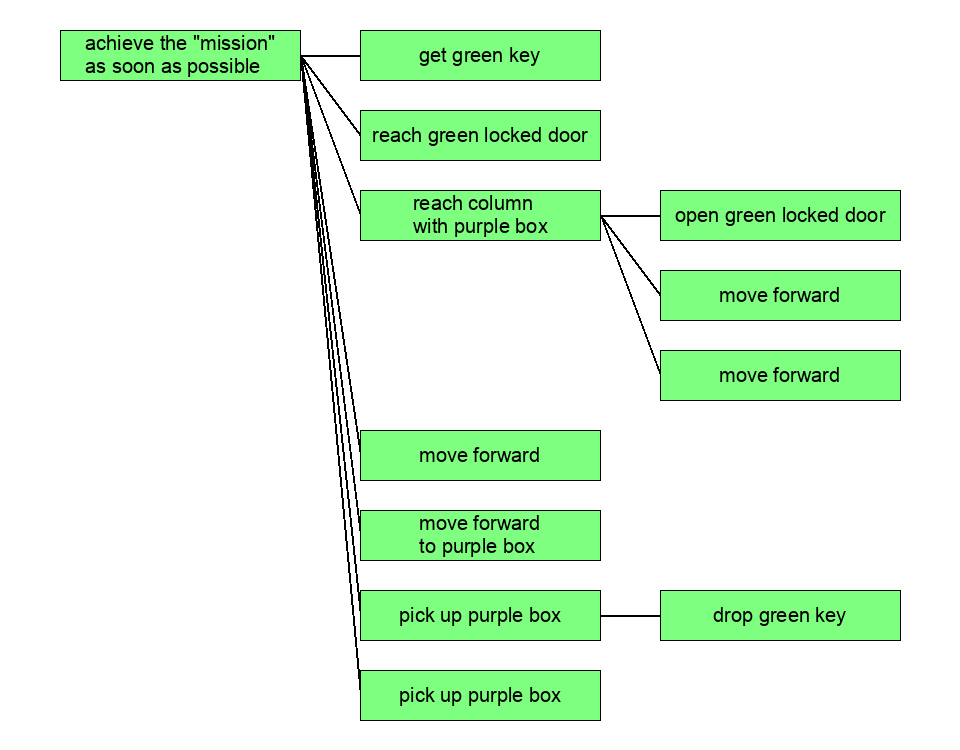 achieve the "mission"
as soon as possible
get green key
reach green locked door
reach column
with purple box
open green locked door
move forward
move forward
move forward
move forward
to purple box
pick up purple box
drop green key
pick up purple box